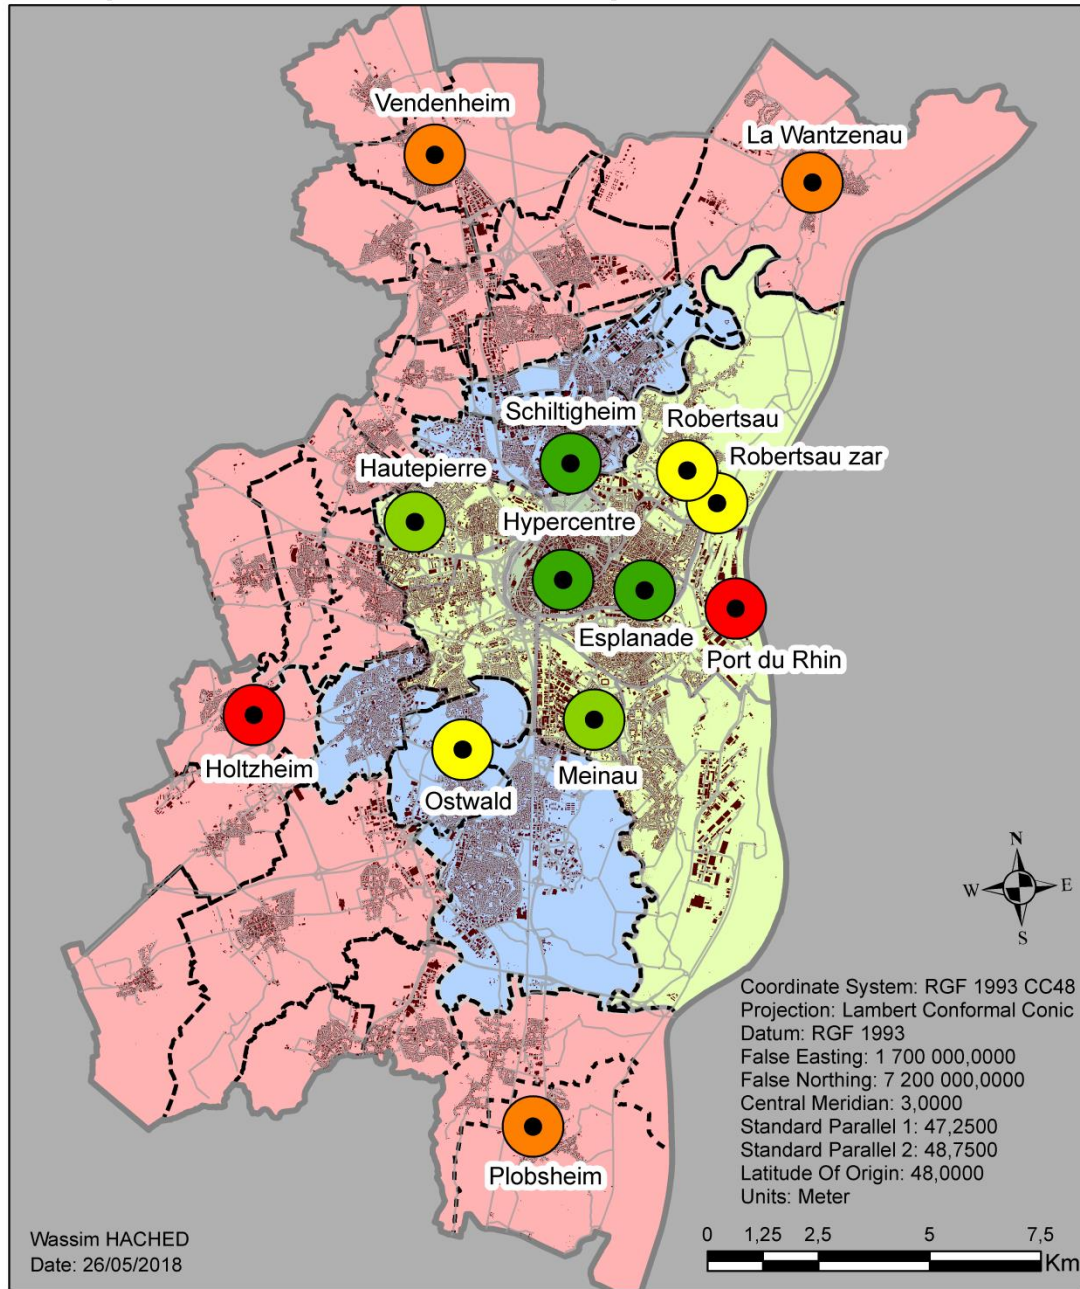 Vendenheim
La Wantzenau
Schiltigheim
Robertsau
Hautepierre
Robertsau zar
Hypercentre
Esplanade
Port du Rhin
Holtzheim
Ostwald
Meinau
N
W
E
S
Coordinate System: RGF 1993 CC48
Projection: Lambert Conformal Conic
Datum: RGF 1993
False Easting: 1 700 000,0000
False Northing: 7 200 000,0000
Central Meridian: 3,0000
Standard Parallel 1: 47,2500
Standard Parallel 2: 48,7500
Latitude Of Origin: 48,0000
Units: Meter
Plobsheim
Wassim HACHED
Date: 26/05/2018
0 1,25 2,5 5 7,5
Km